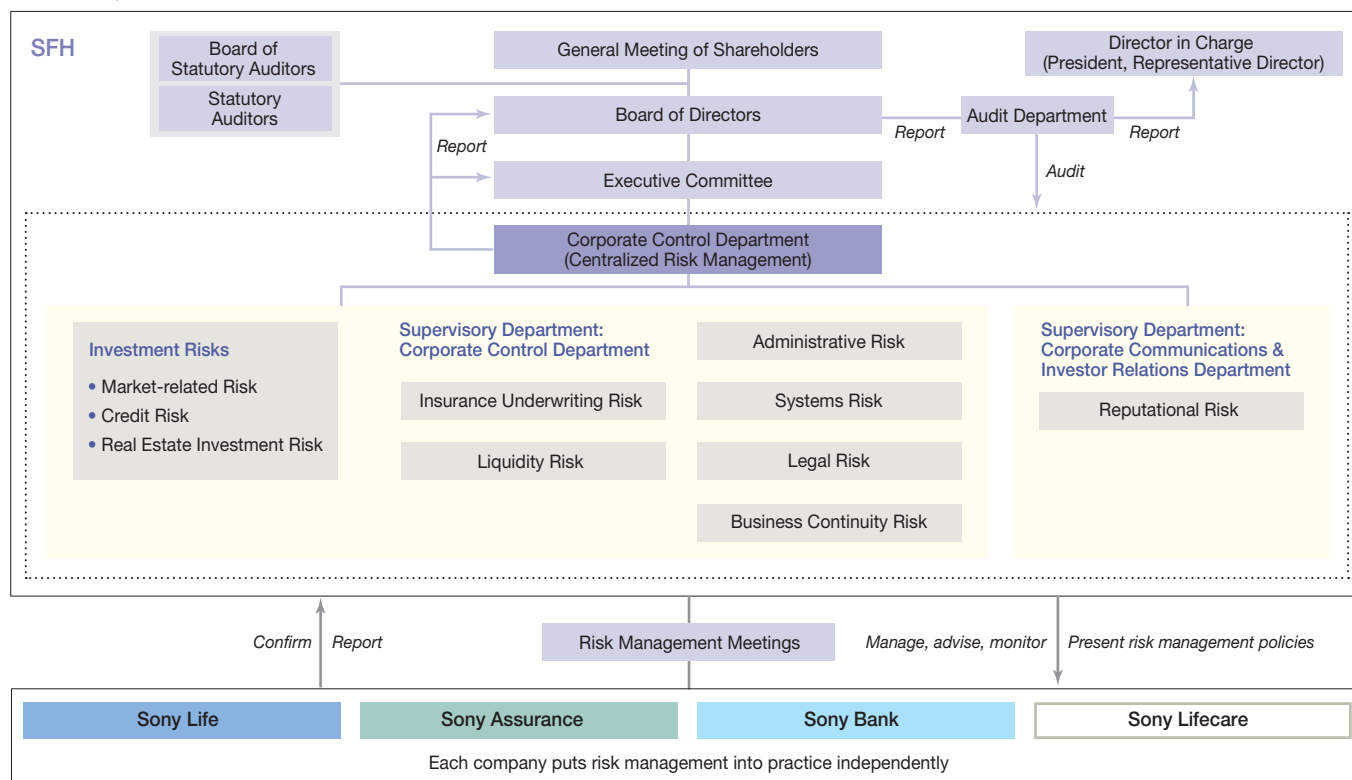 SFH
Board of
Statutory Auditors
Statutory
Auditors
General Meeting of Shareholders
Director in Charge
(President, Representative Director)
Board of Directors
Report
Audit Department
Report
Report
Audit
Executive Committee
Corporate Control Department
(Centralized Risk Management)
Investment Risks
• Market-related Risk
• Credit Risk
• Real Estate Investment Risk
Supervisory Department:
Corporate Control Department
Insurance Underwriting Risk
Liquidity Risk
Administrative Risk
Systems Risk
Legal Risk
Business Continuity Risk
Supervisory Department:
Corporate Communications &
Investor Relations Department
Reputational Risk
Confirm
Report
Risk Management Meetings
Manage, advise, monitor
Present risk management policies
Sony Life
Sony Assurance
Sony Bank
Sony Lifecare
Each company puts risk management into practice independently